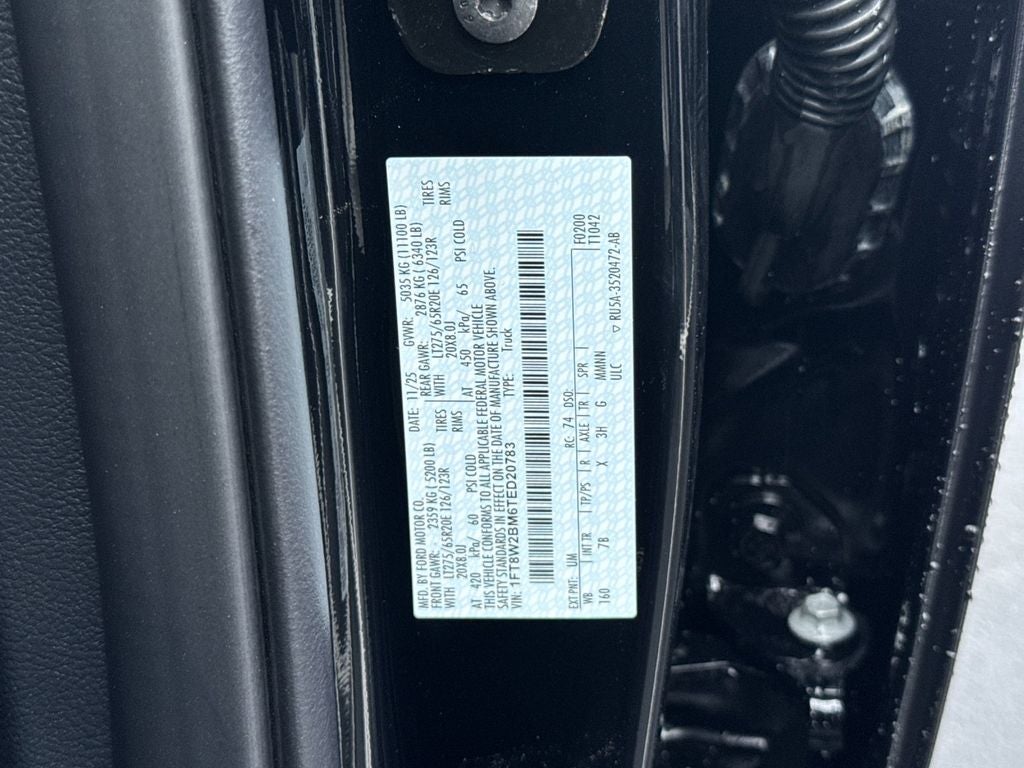 MFD. BY FORD MOTOR CO.
DATE: 11/25 GVWR: 5035 KG (11100 LB)
FRONT GAWR: 2359 KG (5200 LB) REAR GAWR: 2876 KG (6340 LB)
WITH LT275/65R20E 126/123R TIRES WITH LT275/65R20E 126/123R TIRES
20X8.0J RIMS 20X8.0J RIMS
AT 420 kPa/ 60 PSI COLD AT 450 kPa/ 65 PSI COLD
THIS VEHICLE CONFORMS TO ALL APPLICABLE FEDERAL MOTOR VEHICLE
SAFETY STANDARDS IN EFFECT ON THE DATE OF MANUFACTURE SHOWN ABOVE.
VIN: 1FT8W2BM6TED20783 TYPE: Truck
EXT PNT: UM RC: 74 DSO: F0200
WB INT TR TP/PS R AXLE TR SPR T1042
160 7B X 3H G MMMIN
ULC ▽ RU5A-3520472-AB